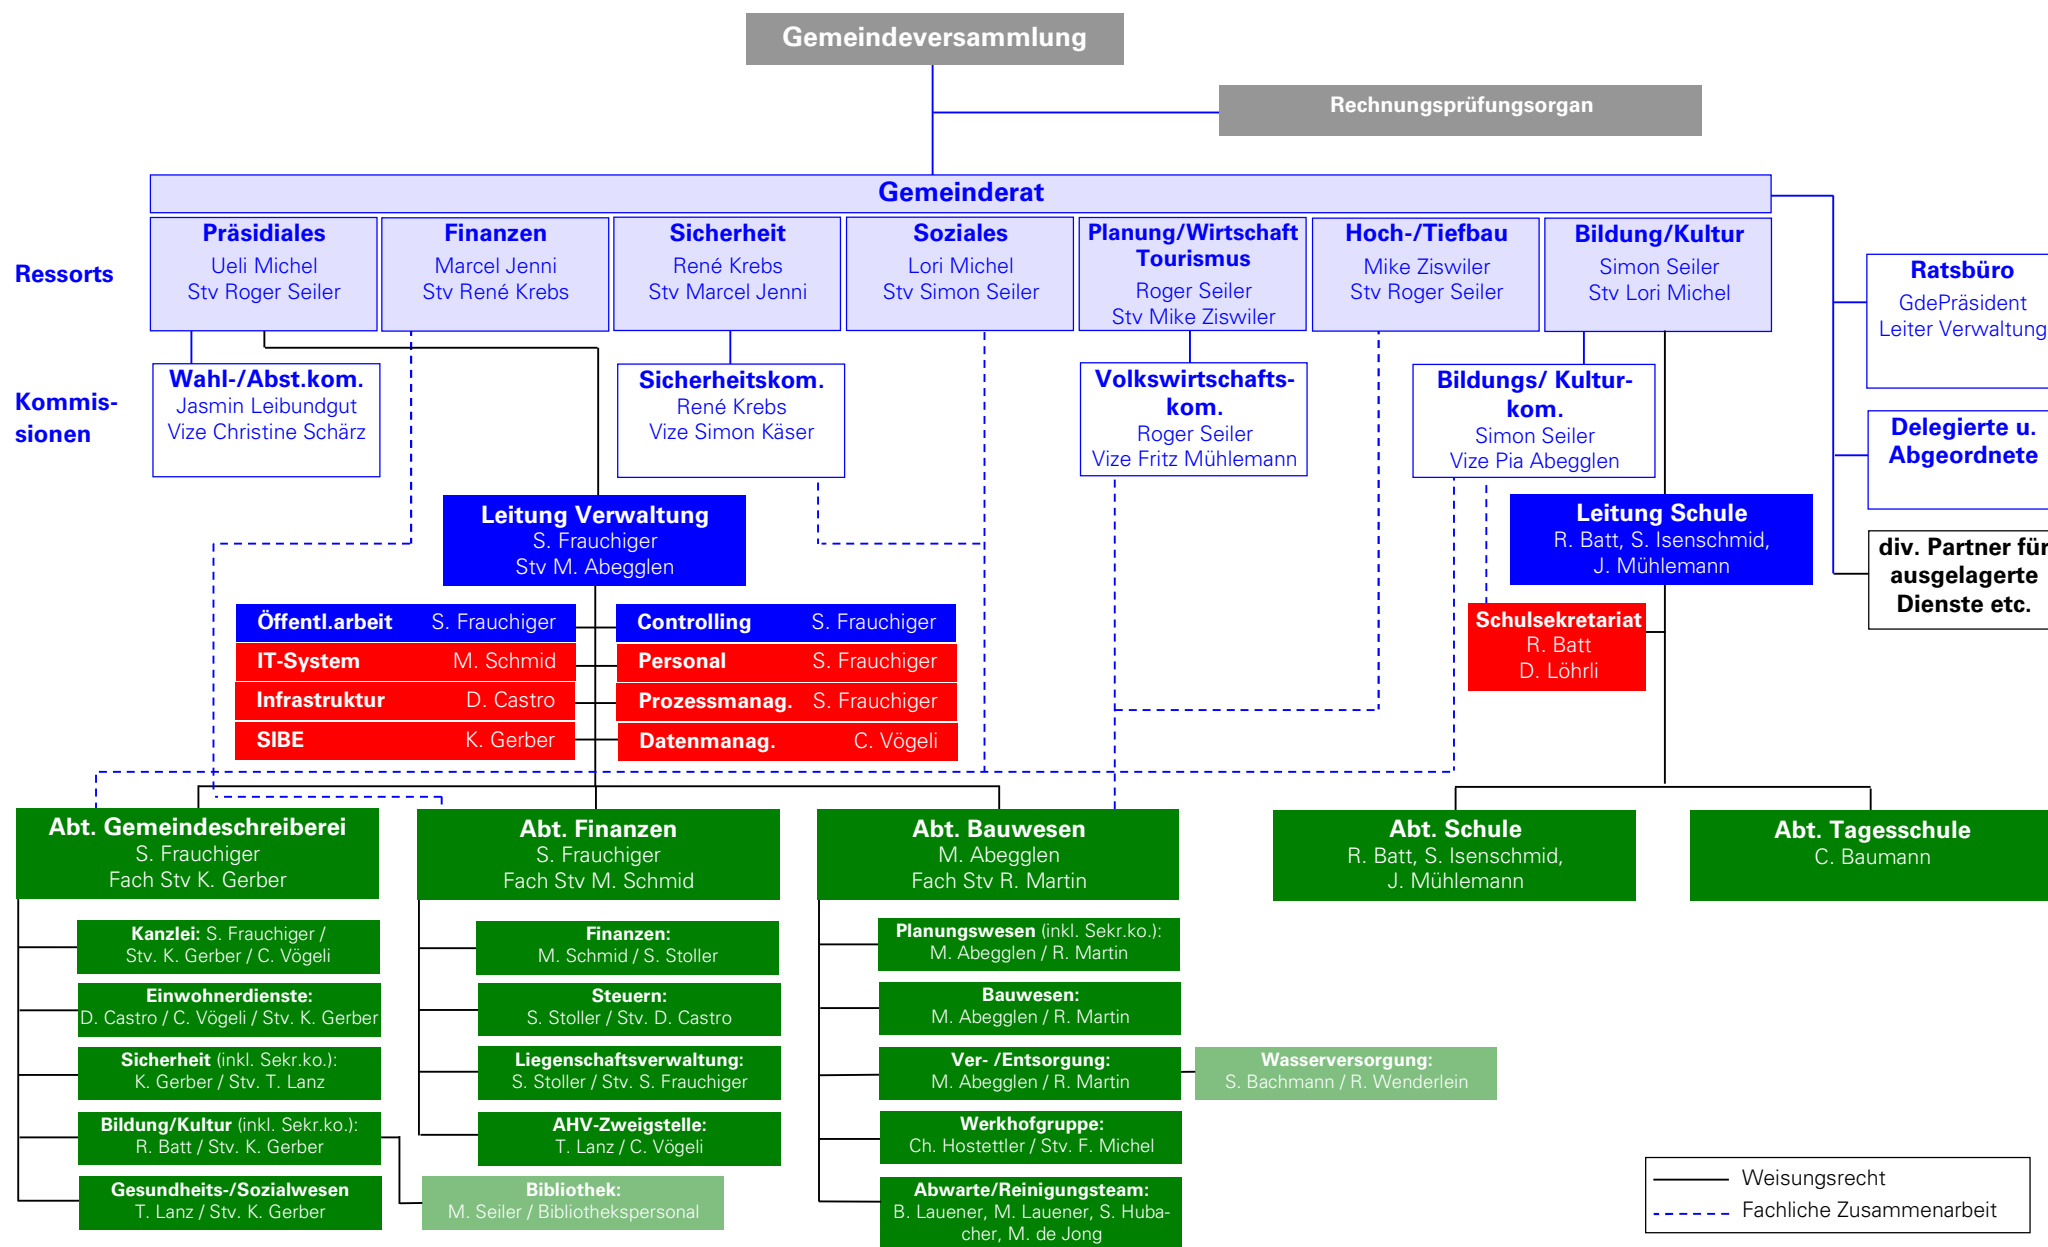 Gemeindeversammlung
Rechnungsprüfungsorgan
Gemeinderat
Ressorts
Präsidiales
Ueli Michel
Stv Roger Seiler
Finanzen
Marcel Jenni
Stv René Krebs
Sicherheit
René Krebs
Stv Marcel Jenni
Soziales
Lori Michel
Stv Simon Seiler
Planung/Wirtschaft
Tourismus
Roger Seiler
Stv Mike Ziswiler
Hoch-/Tiefbau
Mike Ziswiler
Stv Roger Seiler
Bildung/Kultur
Simon Seiler
Stv Lori Michel
Ratsbüro
GdePräsident
Leiter Verwaltung
Kommis-
sionen
Wahl-/Abst.kom.
Jasmin Leibundgut
Vize Christine Schärz
Sicherheitskom.
René Krebs
Vize Simon Käser
Volkswirtschafts-
kom.
Roger Seiler
Vize Fritz Mühlemann
Bildungs/ Kultur-
kom.
Simon Seiler
Vize Pia Abegglen
Delegierte u.
Abgeordnete
div. Partner für
ausgelagerte
Dienste etc.
Leitung Verwaltung
S. Frauchiger
Stv M. Abegglen
Leitung Schule
R. Batt, S. Isenschmid,
J. Mühlemann
Öffentl.arbeit S. Frauchiger
Controlling S. Frauchiger
IT-System M. Schmid
Personal S. Frauchiger
Infrastruktur D. Castro
Prozessmanag. S. Frauchiger
SIBE K. Gerber
Datenmanag. C. Vögeli
Schulsekretariat
R. Batt
D. Löhrli
Abt. Gemeindeschreiberei
S. Frauchiger
Fach Stv K. Gerber
Abt. Finanzen
S. Frauchiger
Fach Stv M. Schmid
Abt. Bauwesen
M. Abegglen
Fach Stv R. Martin
Abt. Schule
R. Batt, S. Isenschmid,
J. Mühlemann
Abt. Tagesschule
C. Baumann
Kanzlei: S. Frauchiger /
Stv. K. Gerber / C. Vögeli
Einwohnerdienste:
D. Castro / C. Vögeli / Stv. K. Gerber
Sicherheit (inkl. Sekr.ko.):
K. Gerber / Stv. T. Lanz
Bildung/Kultur (inkl. Sekr.ko.):
R. Batt / Stv. K. Gerber
Gesundheits-/Sozialwesen
T. Lanz / Stv. K. Gerber
Finanzen:
M. Schmid / S. Stoller
Steuern:
S. Stoller / Stv. D. Castro
Liegenschaftsverwaltung:
S. Stoller / Stv. S. Frauchiger
AHV-Zweigstelle:
T. Lanz / C. Vögeli
Bibliothek:
M. Seiler / Bibliothekspersonal
Planungswesen (inkl. Sekr.ko.):
M. Abegglen / R. Martin
Bauwesen:
M. Abegglen / R. Martin
Ver- /Entsorgung:
M. Abegglen / R. Martin
Wasserversorgung:
S. Bachmann / R. Wenderlein
Werkhofgruppe:
Ch. Hostettler / Stv. F. Michel
Abwarte/Reinigungsteam:
B. Lauener, M. Lauener, S. Huba-
cher, M. de Jong
Weisungsrecht
Fachliche Zusammenarbeit